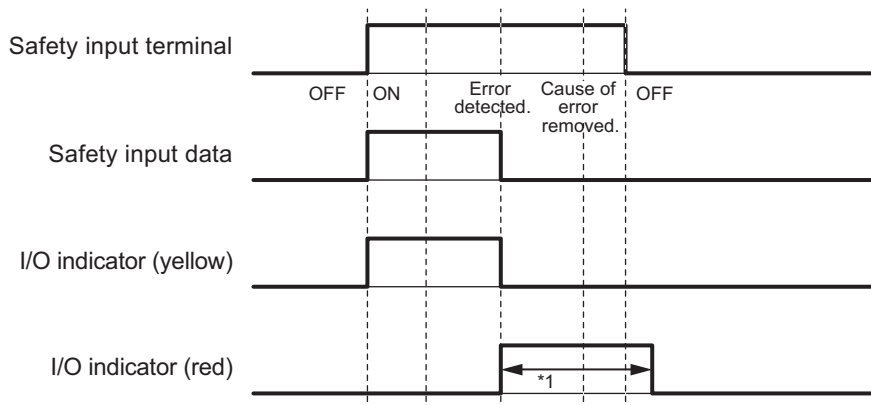 Safety input terminal
OFF ON Error detected. Cause of error removed. OFF
Safety input data
I/O indicator (yellow)
I/O indicator (red)
*1